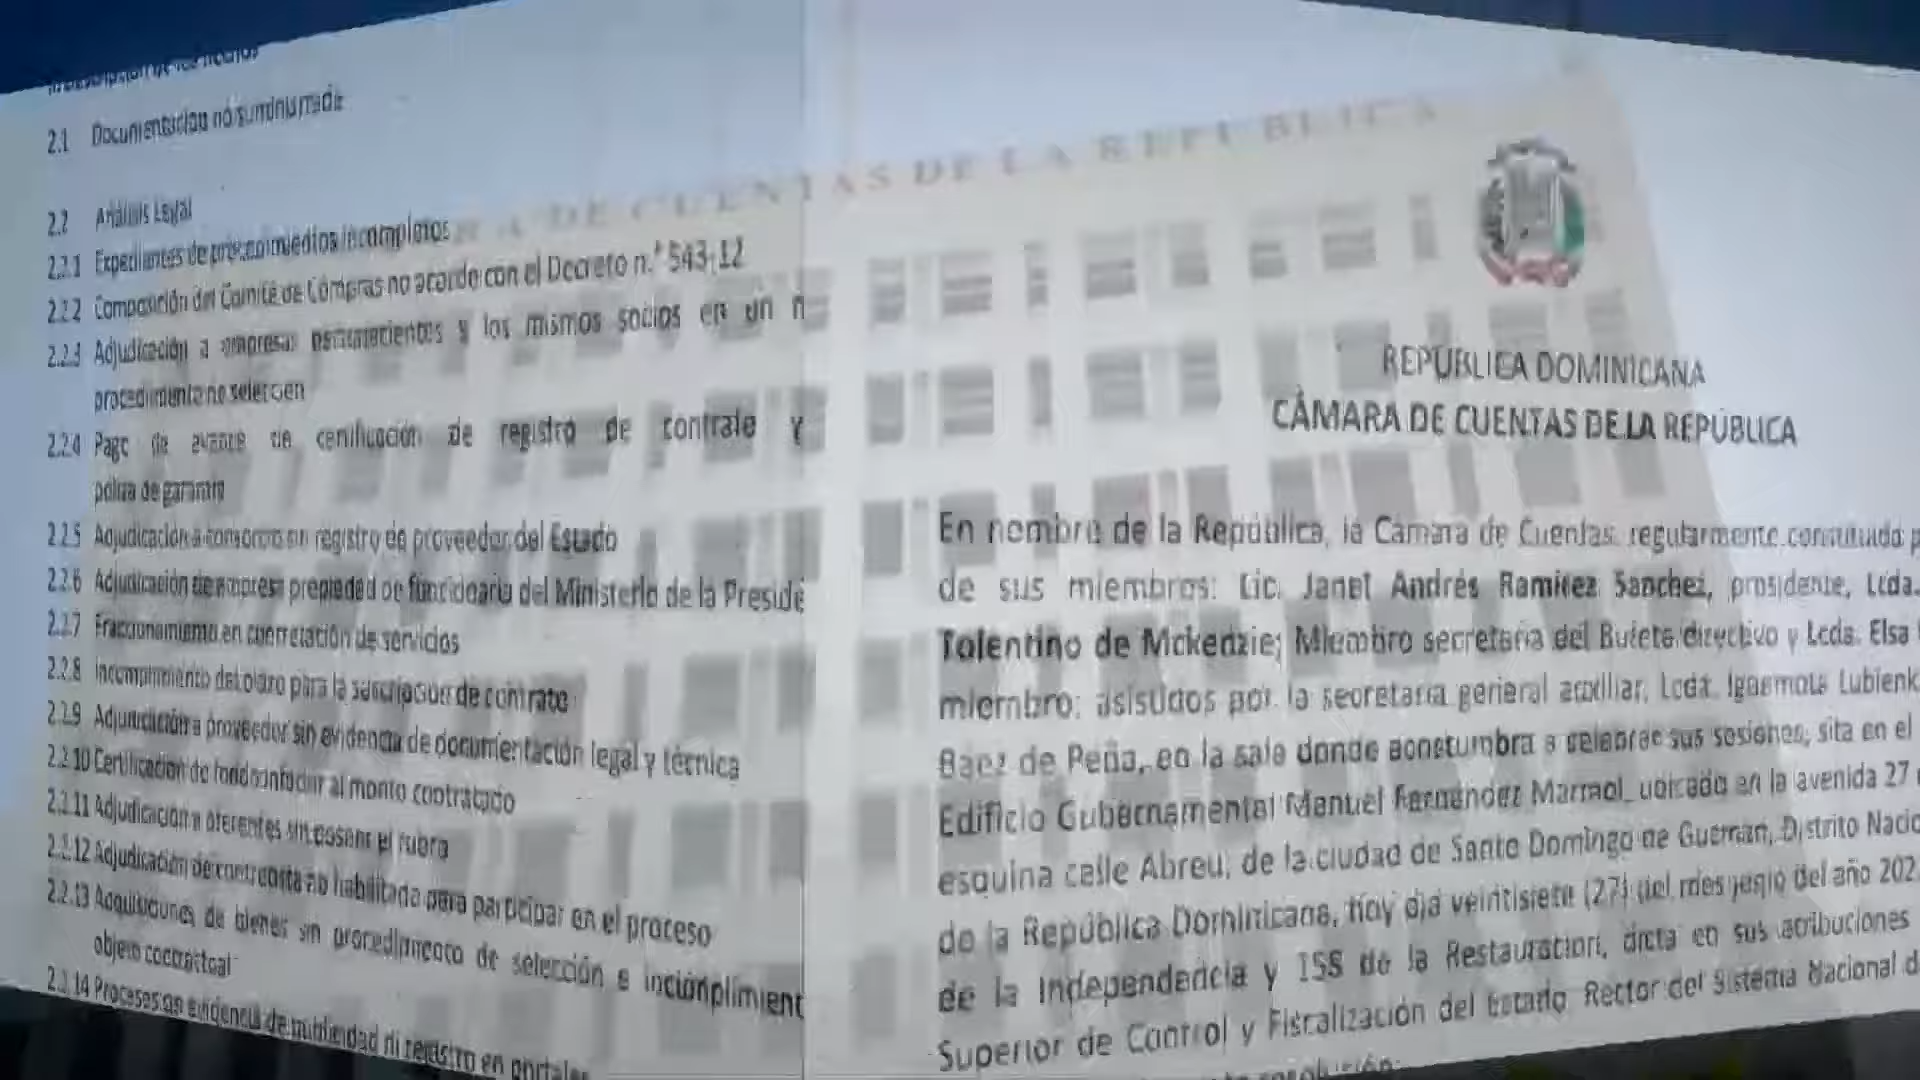 2.1 Documentación no suministrada
2.2 Análisis Legal
2.2.1 Expedientes de procedimientos incompletos
2.2.2 Composición del Comité de Compras no acorde con el Decreto n.° 543-12
2.2.3 Adjudicación a empresas pertenecientes a los mismos socios en un
procedimiento de selección
2.2.4 Pago de avance sin certificación de registro de contrato y
póliza de garantía
2.2.5 Adjudicación a consorcio sin registro de proveedor del Estado
2.2.6 Adjudicación de empresa propiedad de funcionario del Ministerio de la Preside
2.2.7 Fraccionamiento en contratación de servicios
2.2.8 Incumplimiento del plazo para la suscripción de contrato
2.2.9 Adjudicación a proveedor sin evidencia de documentación legal y técnica
2.2.10 Certificación de fondo inferior al monto contratado
2.2.11 Adjudicación a oferentes sin poseer el rubro
2.2.12 Adjudicación de contratista no habilitada para participar en el proceso
2.2.13 Adquisiciones de bienes sin procedimiento de selección e incumplimient
objeto contractual
2.2.14 Procesos sin evidencia de publicidad ni registro en portales
DE CUENTAS DE LA REPUBLICA
REPÚBLICA DOMINICANA
CÁMARA DE CUENTAS DE LA REPÚBLICA
En nombre de la República, la Cámara de Cuentas, regularmente constituida p
de sus miembros: Lic. Janel Andrés Ramírez Sánchez, presidente, Lcda.
Tolentino de Mckenzie; Miembro secretaria del Bufete directivo y Lcda. Elsa
miembro; asistidos por la secretaria general auxiliar, Lcda. Lubienk
Báez de Peña, en la sala donde acostumbra a celebrar sus sesiones, sita en el
Edificio Gubernamental Manuel Fernández Mármol, ubicado en la avenida 27
esquina calle Abreu, de la ciudad de Santo Domingo de Guzmán, Distrito Nacio
de la República Dominicana, hoy día veintisiete (27) del mes del año 202
de la Independencia y 158 de la Restauración, dicta en sus atribuciones
Superior de Control y Fiscalización del Estado, Rector del Sistema Nacional d
resolución: